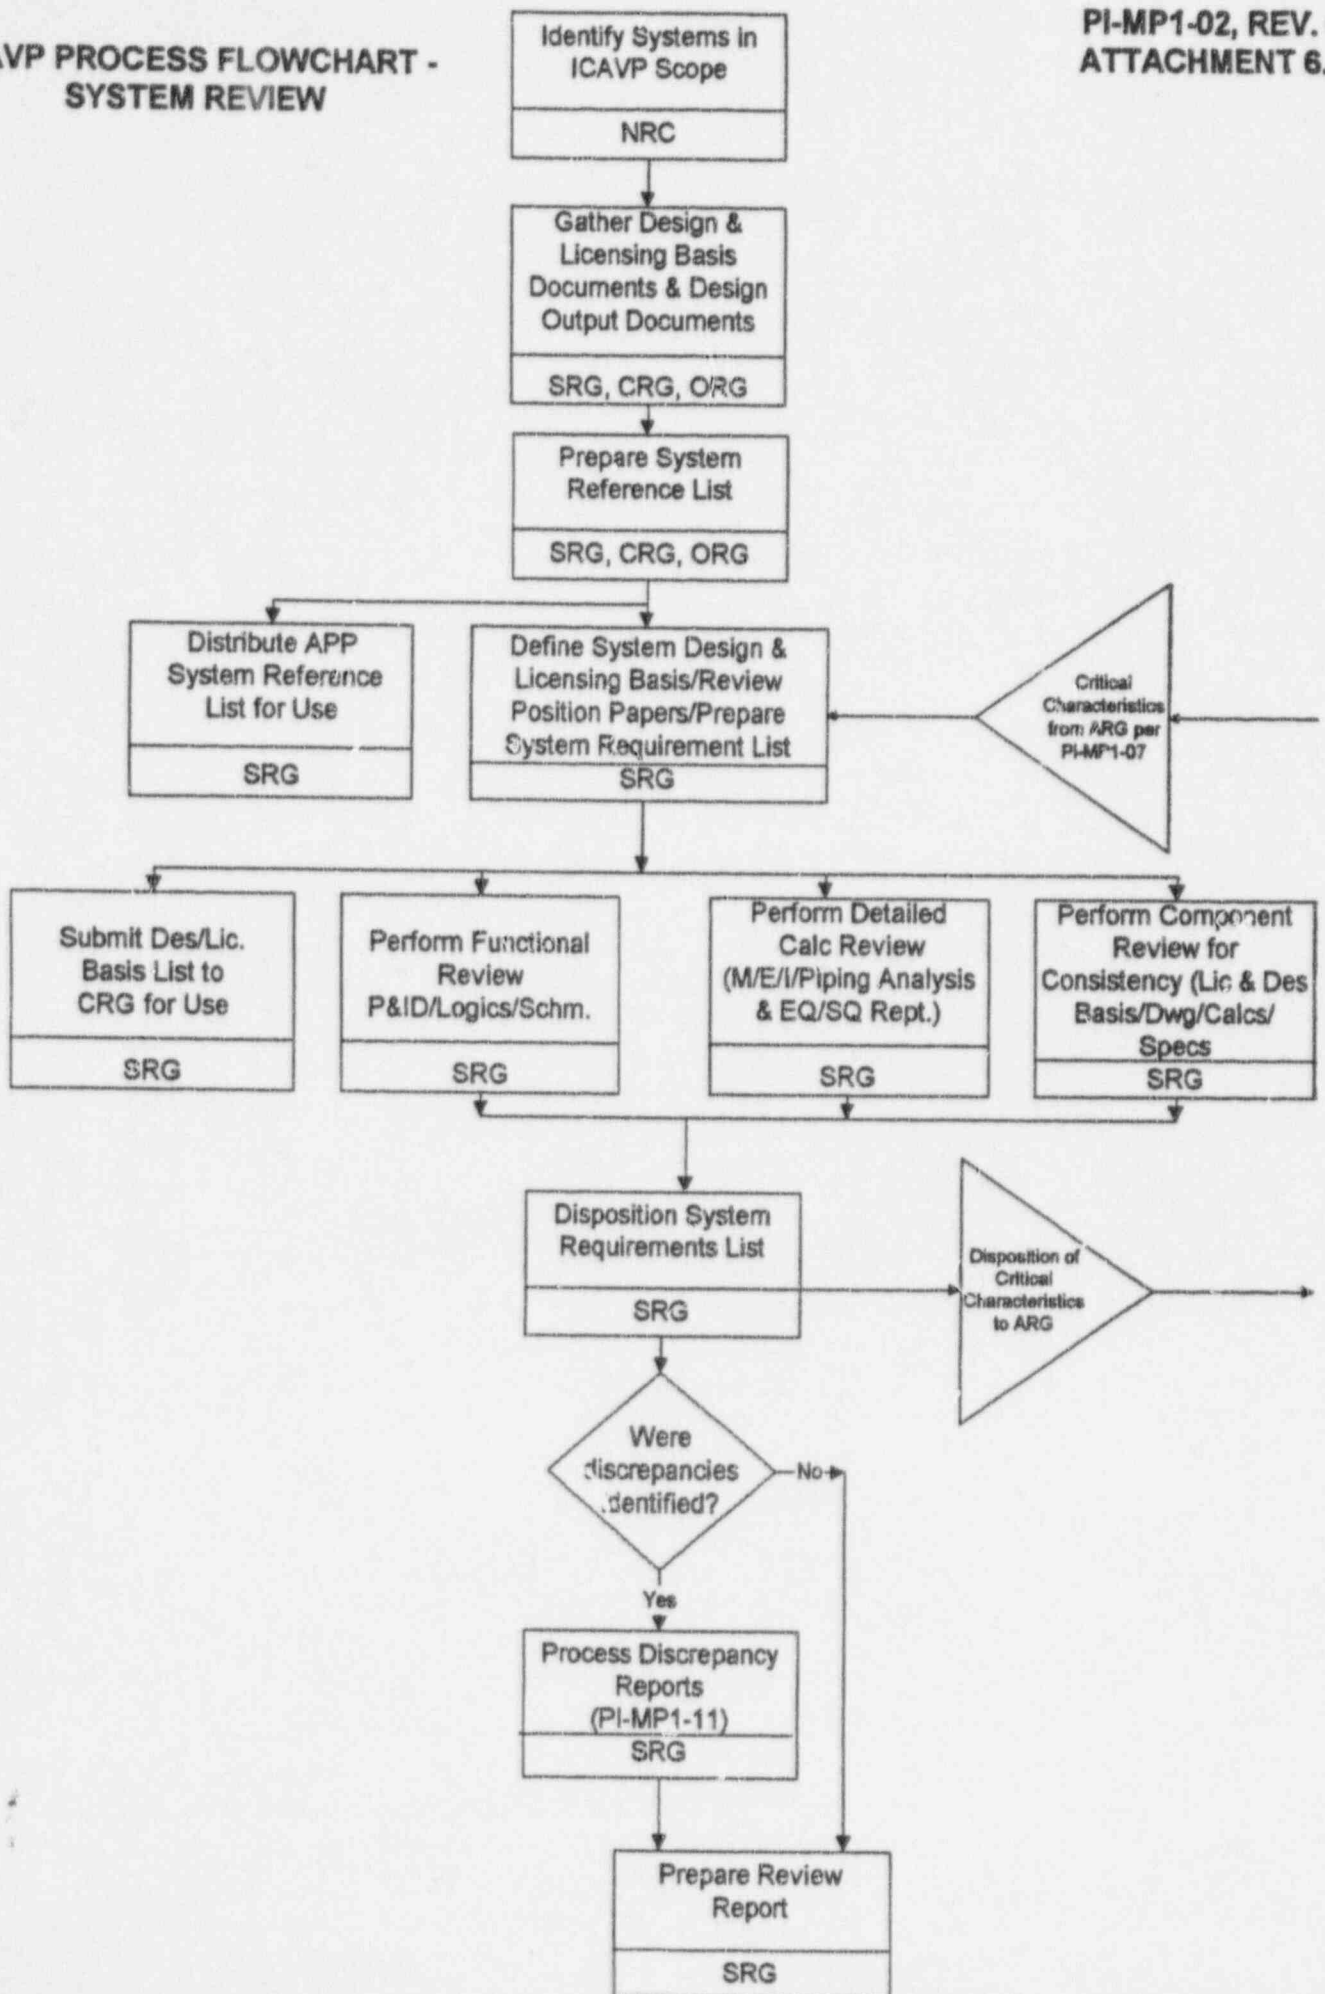 AVP PROCESS FLOWCHART -
SYSTEM REVIEW
PI-MP1-02, REV.
ATTACHMENT 6.
Identify Systems in
ICAVP Scope
NRC
Gather Design &
Licensing Basis
Documents & Design
Output Documents
SRG, CRG, ORG
Prepare System
Reference List
SRG, CRG, ORG
Distribute APP
System Reference
List for Use
SRG
Define System Design &
Licensing Basis/Review
Position Papers/Prepare
System Requirement List
SRG
Critical
Characteristics
from ARG per
PI-MP1-07
Submit Des/Lic.
Basis List to
CRG for Use
SRG
Perform Functional
Review
P&ID/Logics/Schm.
SRG
Perform Detailed
Calc Review
(M/E/I/Piping Analysis
& EQ/SQ Rept.)
SRG
Perform Component
Review for
Consistency (Lic & Des
Basis/Dwg/Calcs/
Specs
SRG
Disposition System
Requirements List
SRG
Disposition of
Critical
Characteristics
to ARG
Were
discrepancies
identified?
No
Yes
Process Discrepancy
Reports
(PI-MP1-11)
SRG
Prepare Review
Report
SRG